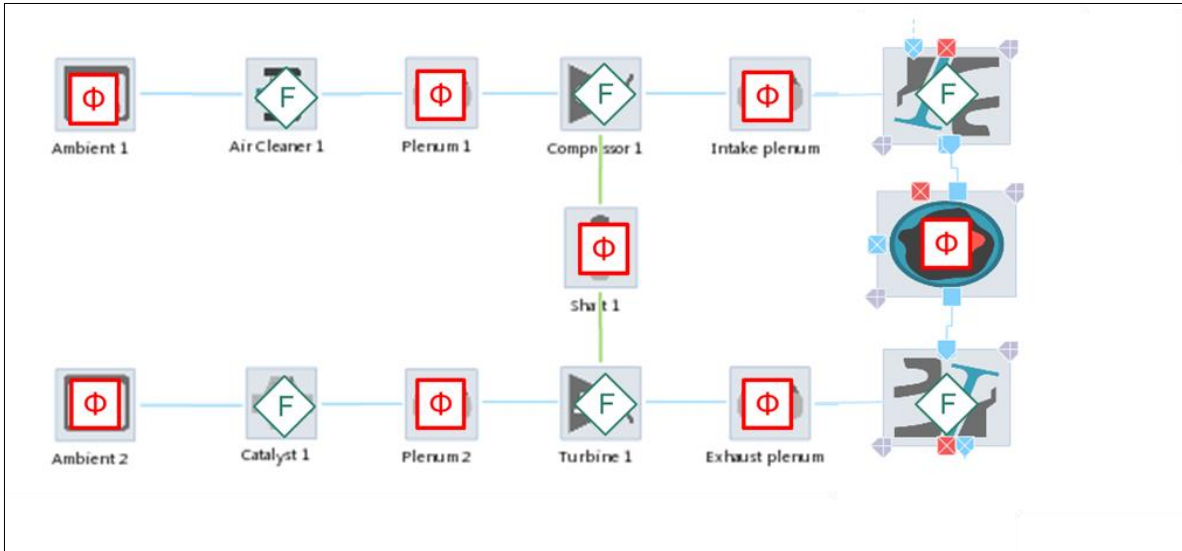 Φ F Φ F Φ F
Ambient 1 Air Cleaner 1 Plenum 1 Compressor 1 Intake plenum
Φ Φ
Shaft 1
Φ F Φ F Φ F
Ambient 2 Catalyst 1 Plenum 2 Turbine 1 Exhaust plenum